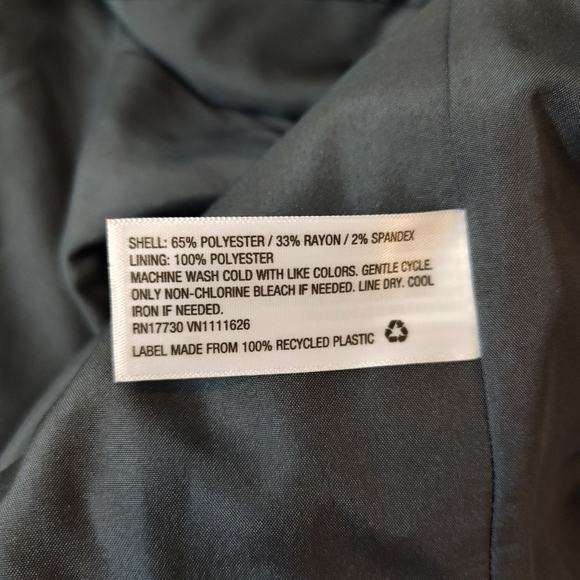 SHELL: 65% POLYESTER / 33% RAYON / 2% SPANDEX
LINING: 100% POLYESTER
MACHINE WASH COLD WITH LIKE COLORS. GENTLE CYCLE.
ONLY NON-CHLORINE BLEACH IF NEEDED. LINE DRY. COOL
IRON IF NEEDED.
RN17730 VN1111626
LABEL MADE FROM 100% RECYCLED PLASTIC